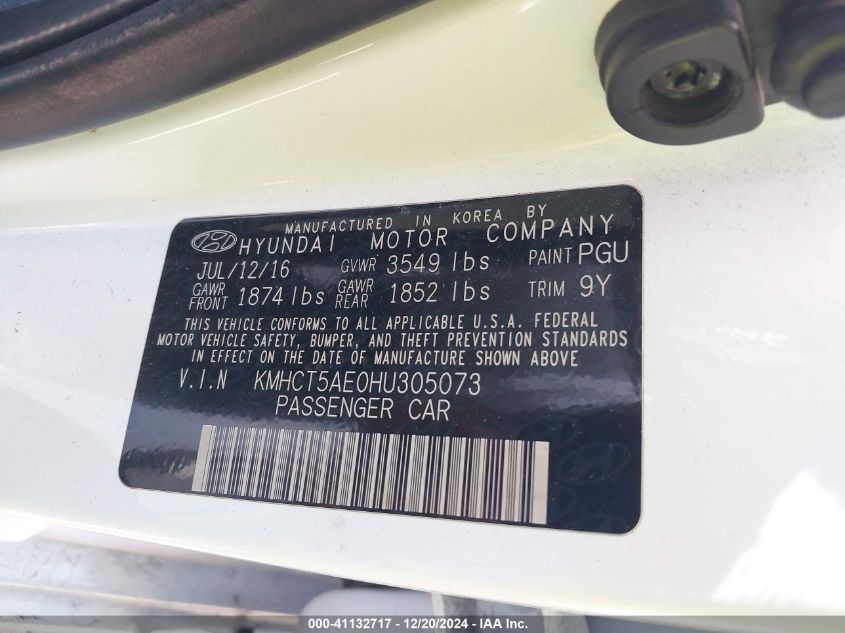 MANUFACTURED IN KOREA BY
HYUNDAI MOTOR COMPANY
JUL/12/16 GVWR 3549 lbs PAINT PGU
GAWR FRONT 1874 lbs GAWR REAR 1852 lbs TRIM 9Y
THIS VEHICLE CONFORMS TO ALL APPLICABLE U.S.A. FEDERAL
MOTOR VEHICLE SAFETY, BUMPER, AND THEFT PREVENTION STANDARDS
IN EFFECT ON THE DATE OF MANUFACTURE SHOWN ABOVE
V.I.N KMHCT5AE0HU305073
PASSENGER CAR
000-41132717 - 12/20/2024 - IAA Inc.